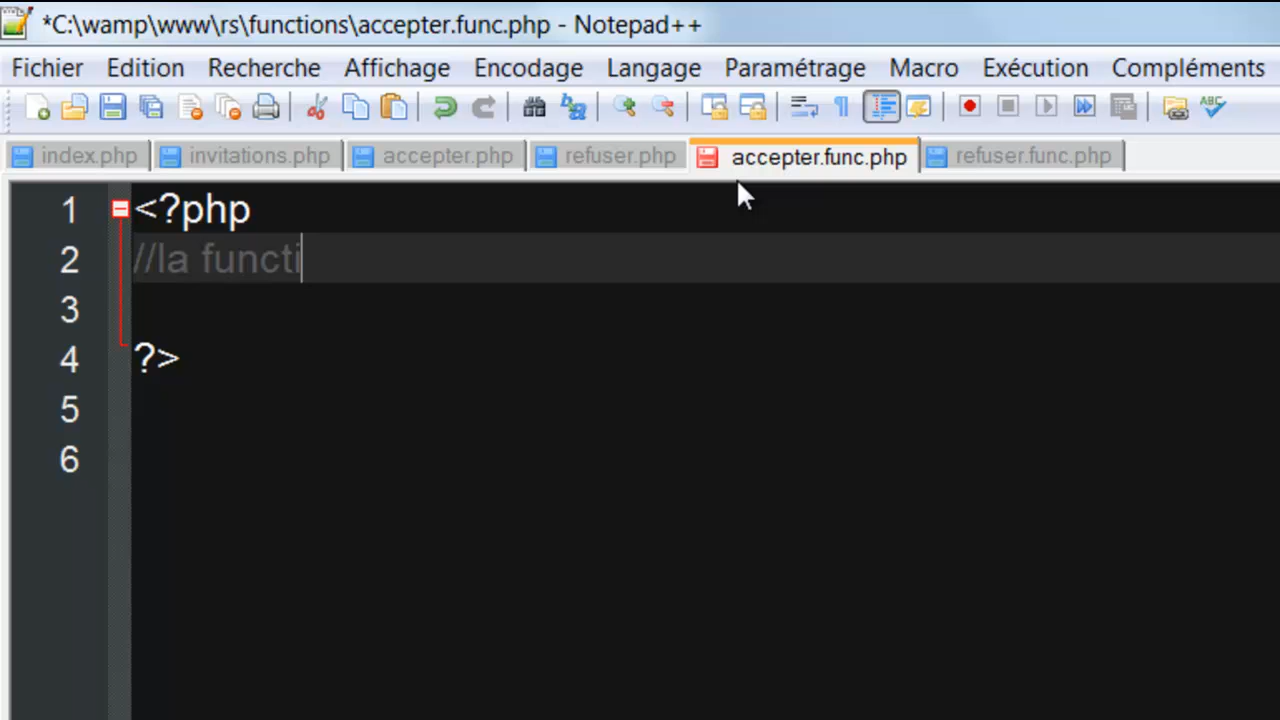 *C:\wamp\www\rs\functions\accepter.func.php - Notepad++
Fichier Edition Recherche Affichage Encodage Langage Paramétrage Macro Exécution Compléments
index.php invitations.php accepter.php refuser.php accepter.func.php refuser.func.php
1 <?php
2 //la functi
3
4 ?>
5
6